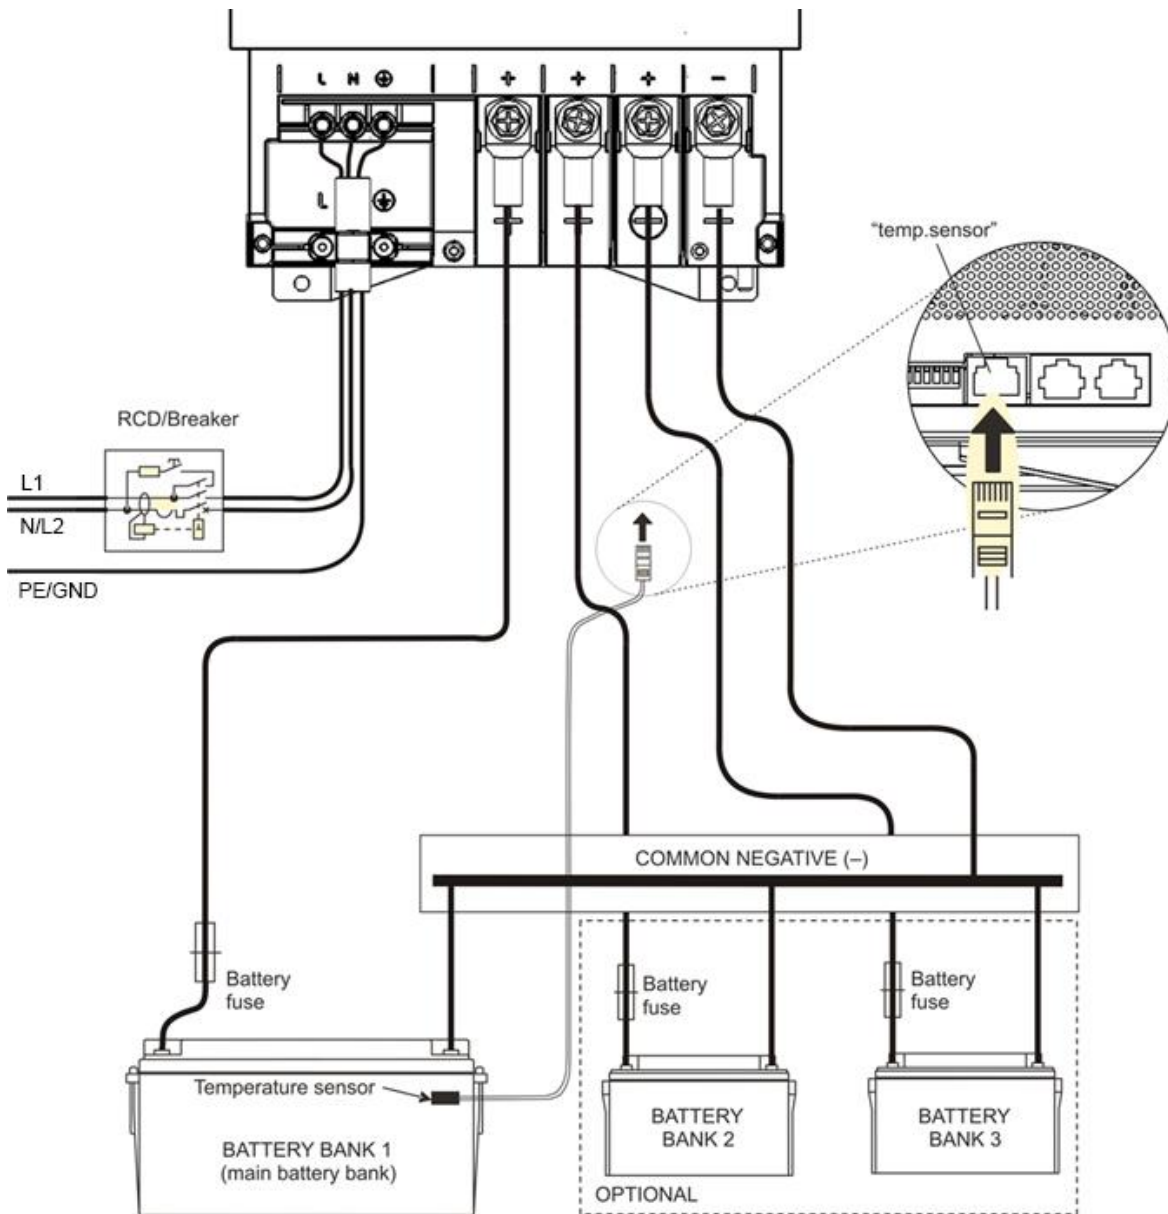 L N
+ + + −
L
"temp.sensor"
RCD/Breaker
L1
N/L2
PE/GND
COMMON NEGATIVE (–)
Battery
fuse
Battery
fuse
Battery
fuse
Temperature sensor
BATTERY BANK 1
(main battery bank)
BATTERY
BANK 2
BATTERY
BANK 3
OPTIONAL